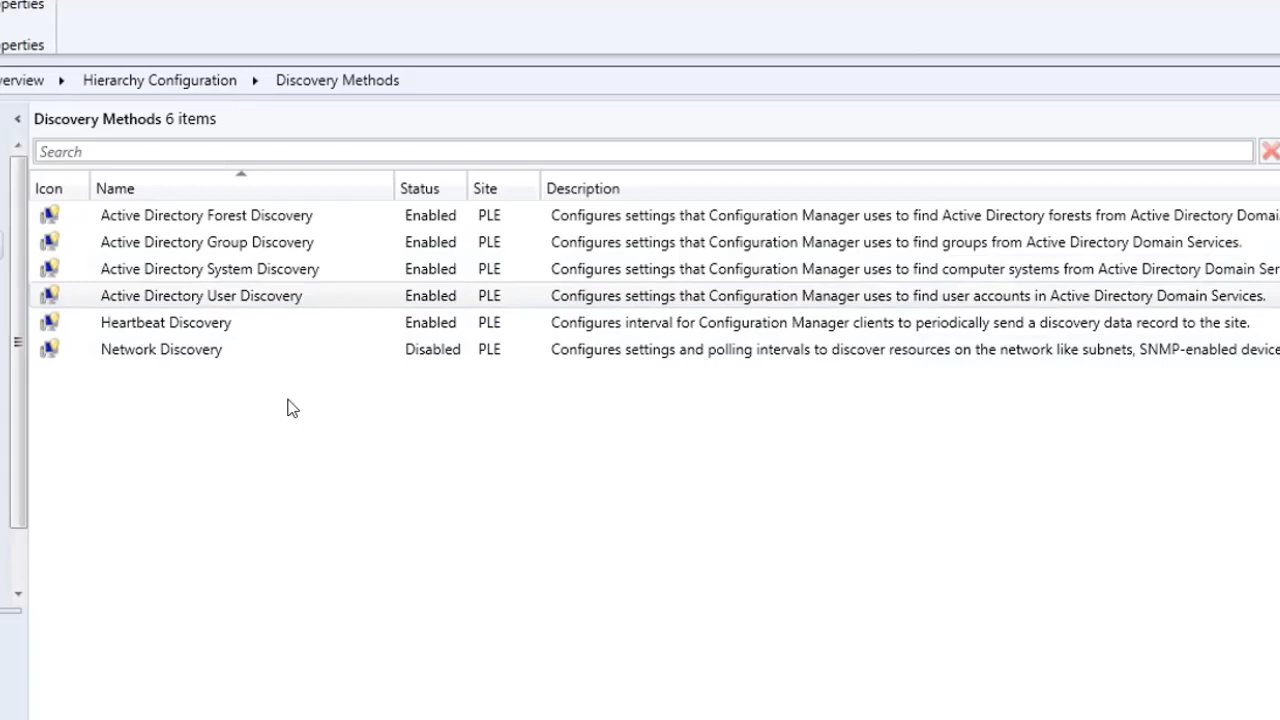 perties
perties
erview ▸ Hierarchy Configuration ▸ Discovery Methods
Discovery Methods 6 items
Search
Icon Name Status Site Description
Active Directory Forest Discovery Enabled PLE Configures settings that Configuration Manager uses to find Active Directory forests from Active Directory Domai
Active Directory Group Discovery Enabled PLE Configures settings that Configuration Manager uses to find groups from Active Directory Domain Services.
Active Directory System Discovery Enabled PLE Configures settings that Configuration Manager uses to find computer systems from Active Directory Domain Ser
Active Directory User Discovery Enabled PLE Configures settings that Configuration Manager uses to find user accounts in Active Directory Domain Services.
Heartbeat Discovery Enabled PLE Configures interval for Configuration Manager clients to periodically send a discovery data record to the site.
Network Discovery Disabled PLE Configures settings and polling intervals to discover resources on the network like subnets, SNMP-enabled device